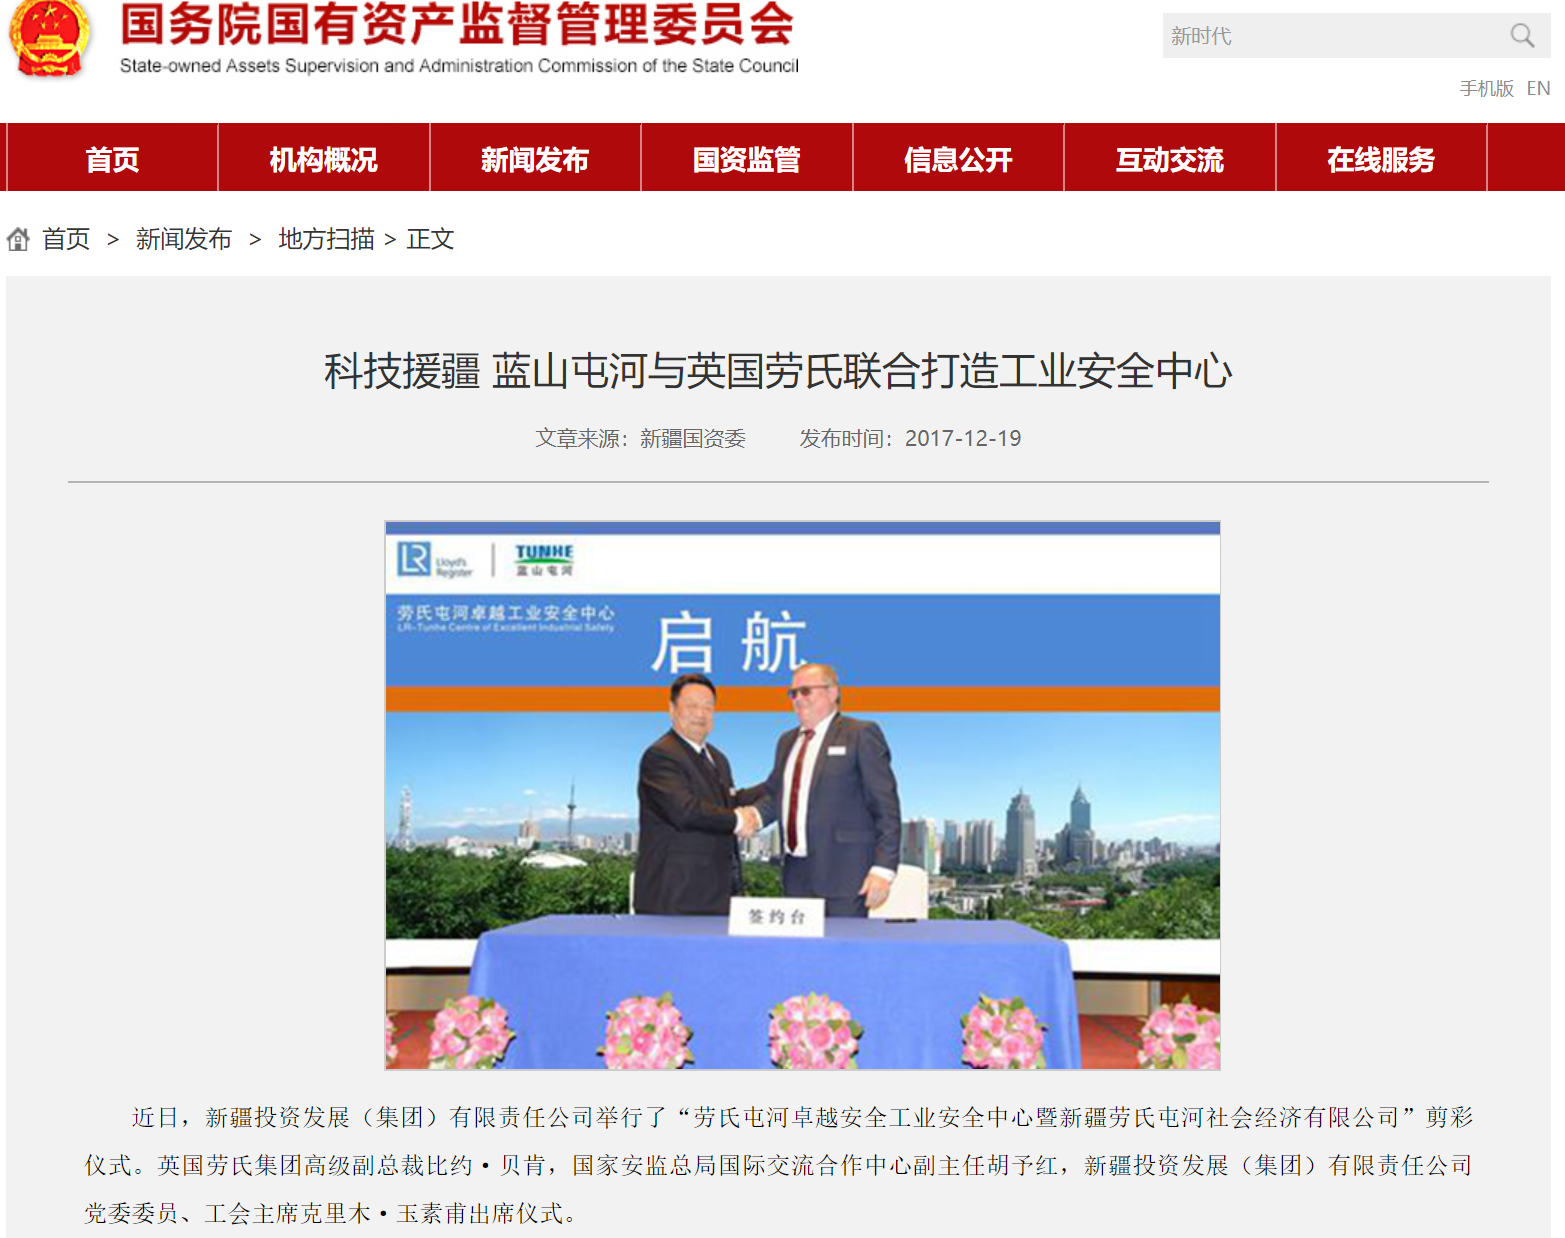 国务院国有资产监督管理委员会
State-owned Assets Supervision and Administration Commission of the State Council
新时代
手机版 EN
首页 机构概况 新闻发布 国资监管 信息公开 互动交流 在线服务
首页 > 新闻发布 > 地方扫描 > 正文
科技援疆 蓝山屯河与英国劳氏联合打造工业安全中心
文章来源：新疆国资委 发布时间：2017-12-19
LR Lloyd's Register | TUNHE 蓝山屯河
劳氏屯河卓越工业安全中心
LR-Tunhe Centre of Excellent Industrial Safety
启航
签约台
近日，新疆投资发展（集团）有限责任公司举行了“劳氏屯河卓越安全工业安全中心暨新疆劳氏屯河社会经济有限公司”剪彩
仪式。英国劳氏集团高级副总裁比约·贝肯，国家安监总局国际交流合作中心副主任胡予红，新疆投资发展（集团）有限责任公司
党委委员、工会主席克里木·玉素甫出席仪式。